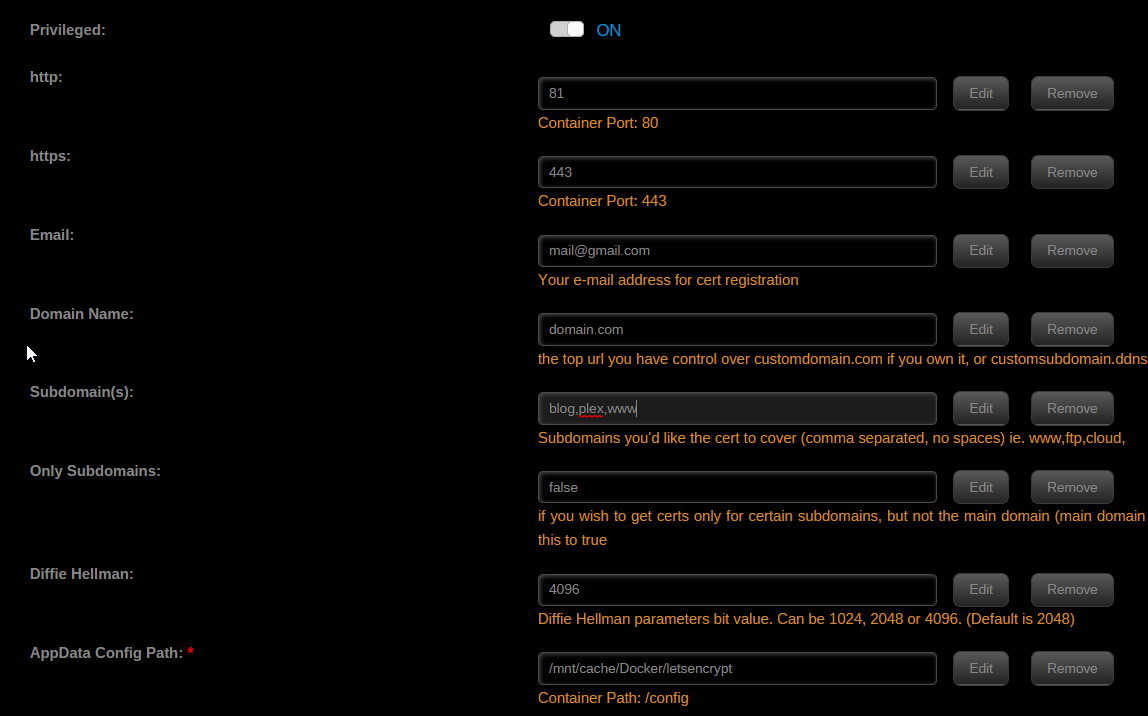 Privileged: ON
http: 81 Edit Remove
Container Port: 80
https: 443 Edit Remove
Container Port: 443
Email: mail@gmail.com Edit Remove
Your e-mail address for cert registration
Domain Name: domain.com Edit Remove
the top url you have control over customdomain.com if you own it, or customsubdomain.ddns
Subdomain(s): blog,plex,www Edit Remove
Subdomains you'd like the cert to cover (comma separated, no spaces) ie. www,ftp,cloud,
Only Subdomains: false Edit Remove
if you wish to get certs only for certain subdomains, but not the main domain (main domain
this to true
Diffie Hellman: 4096 Edit Remove
Diffie Hellman parameters bit value. Can be 1024, 2048 or 4096. (Default is 2048)
AppData Config Path: * /mnt/cache/Docker/letsencrypt Edit Remove
Container Path: /config